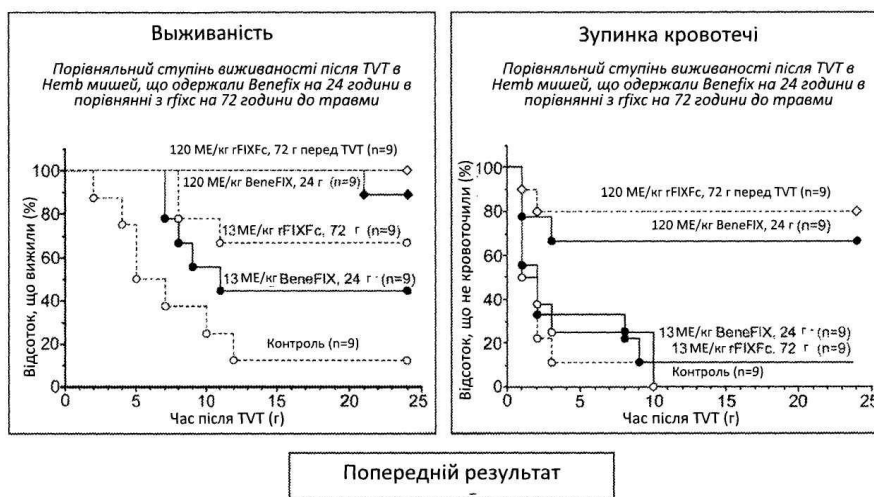 Выживаність
Порівняльний ступінь виживаності після TVT в
Hemb мишей, що одержали Benefix на 24 години в
порівнянні з rfixc на 72 години до травми
120 МЕ/кг rFIXFc, 72 г перед TVT (n=9)
120 МЕ/кг BeneFIX, 24 г (n=9)
13 МЕ/кг rFIXFc, 72 г (n=9)
13 МЕ/кг BeneFIX, 24 г (n=9)
Контроль (n=9)
Відсоток, що вижили (%)
100
80
60
40
20
0
0 5 10 15 20 25
Час після TVT (г)
Зупинка кровотечі
Порівняльний ступінь виживаності після TVT в
Hemb мишей, що одержали Benefix на 24 години в
порівнянні з rfixc на 72 години до травми
120 МЕ/кг rFIXFc, 72 г перед TVT (n=9)
120 МЕ/кг BeneFIX, 24 г (n=9)
13 МЕ/кг BeneFIX, 24 г (n=9)
13 МЕ/кг rFIXFc, 72 г (n=9)
Контроль (n=9)
Відсоток, що не кровоточили (%)
100
80
60
40
20
0
0 5 10 15 20 25
Час після TVT (г)
Попередній результат